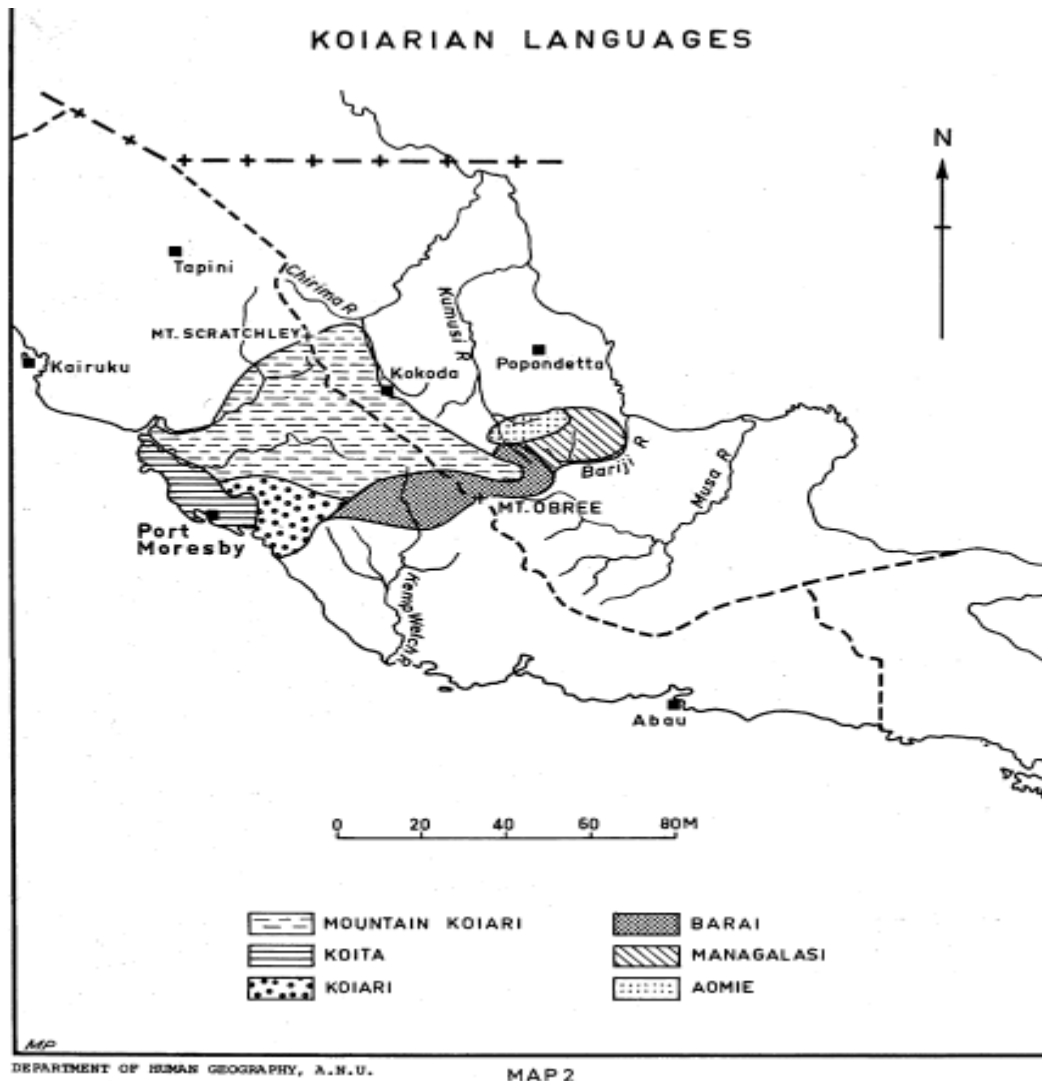 KOIARIAN LANGUAGES
N
Tapini
Chirima R
MT. SCRATCHLEY
Kumusi R
Kairuku
Kokoda
Popondetta
Bariji R
Musa R
MT. OBREE
Port
Moresby
Kemp Welch R
Abau
0 20 40 60 80M
MOUNTAIN KOIARI
KOITA
KOIARI
BARAI
MANAGALASI
AOMIE
MP
DEPARTMENT OF HUMAN GEOGRAPHY, A.N.U.
MAP 2